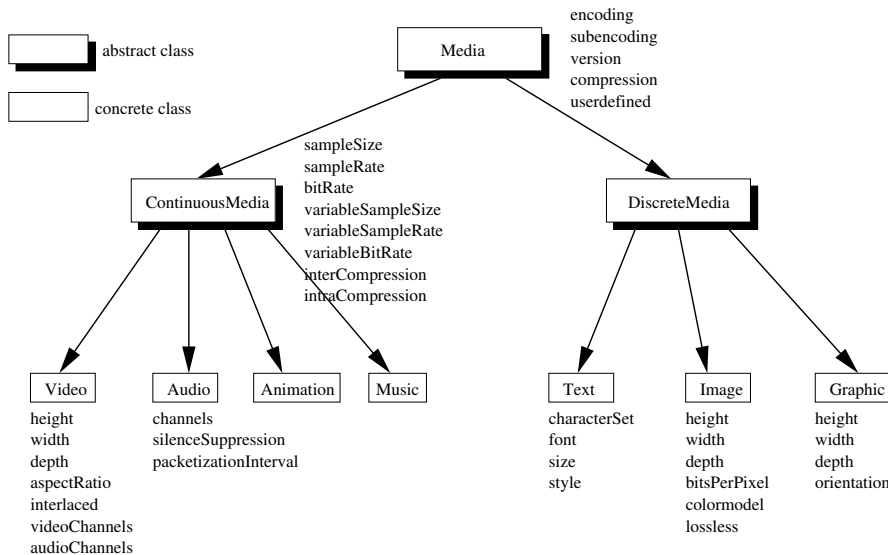 abstract class
concrete class
Media
encoding
subencoding
version
compression
userdefined
ContinuousMedia
sampleSize
sampleRate
bitRate
variableSampleSize
variableSampleRate
variableBitRate
interCompression
intraCompression
DiscreteMedia
Video
height
width
depth
aspectRatio
interlaced
videoChannels
audioChannels
Audio
channels
silenceSuppression
packetizationInterval
Animation
Music
Text
characterSet
font
size
style
Image
height
width
depth
bitsPerPixel
colormodel
lossless
Graphic
height
width
depth
orientation